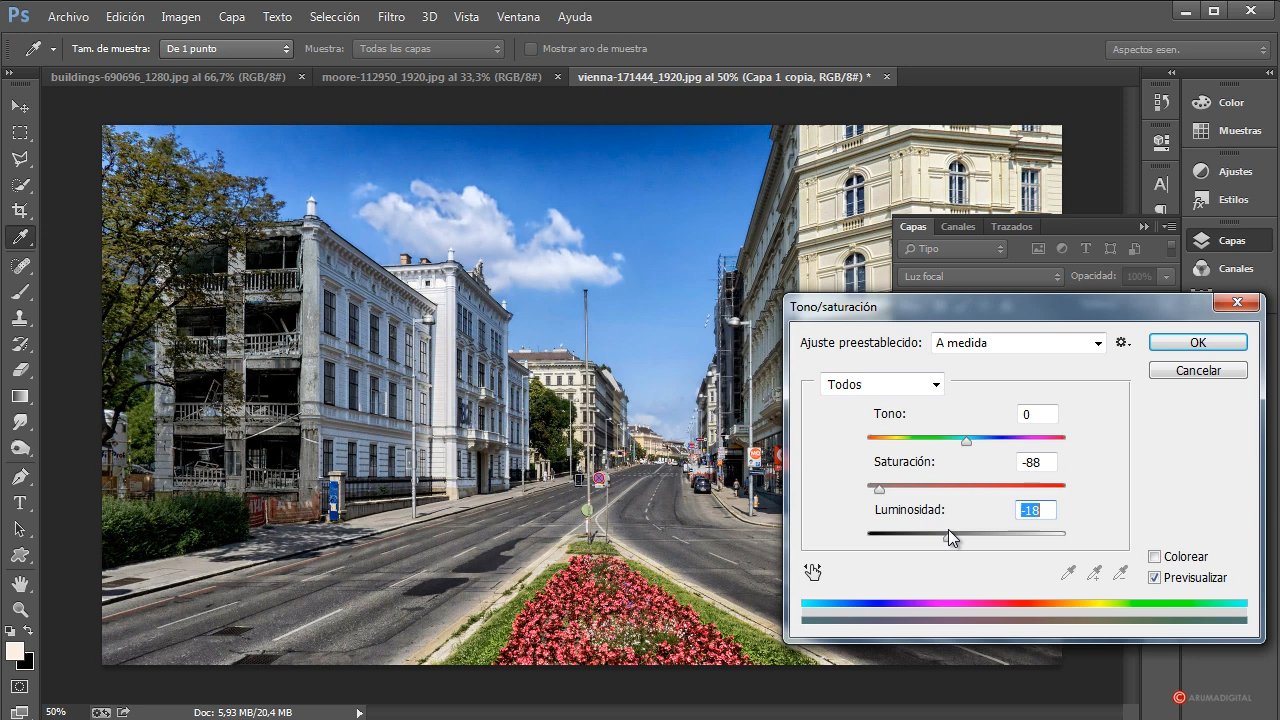 Ps Archivo Edición Imagen Capa Texto Selección Filtro 3D Vista Ventana Ayuda
Tam. de muestra: De 1 punto Muestra: Todas las capas Mostrar aro de muestra Aspectos esen.
buildings-690696_1280.jpg al 66,7% (RGB/8#) × moore-112950_1920.jpg al 33,3% (RGB/8#) × vienna-171444_1920.jpg al 50% (Capa 1 copia, RGB/8#) * ×
Color
Muestras
Ajustes
Estilos
Capas
Canales
Capas Canales Trazados
Tipo
Luz focal Opacidad: 100%
Tono/saturación
Ajuste preestablecido: A medida
OK
Cancelar
Todos
Tono: 0
Saturación: -88
Luminosidad: -18
Colorear
Previsualizar
50% Doc: 5,93 MB/20,4 MB
© ARUMADIGITAL